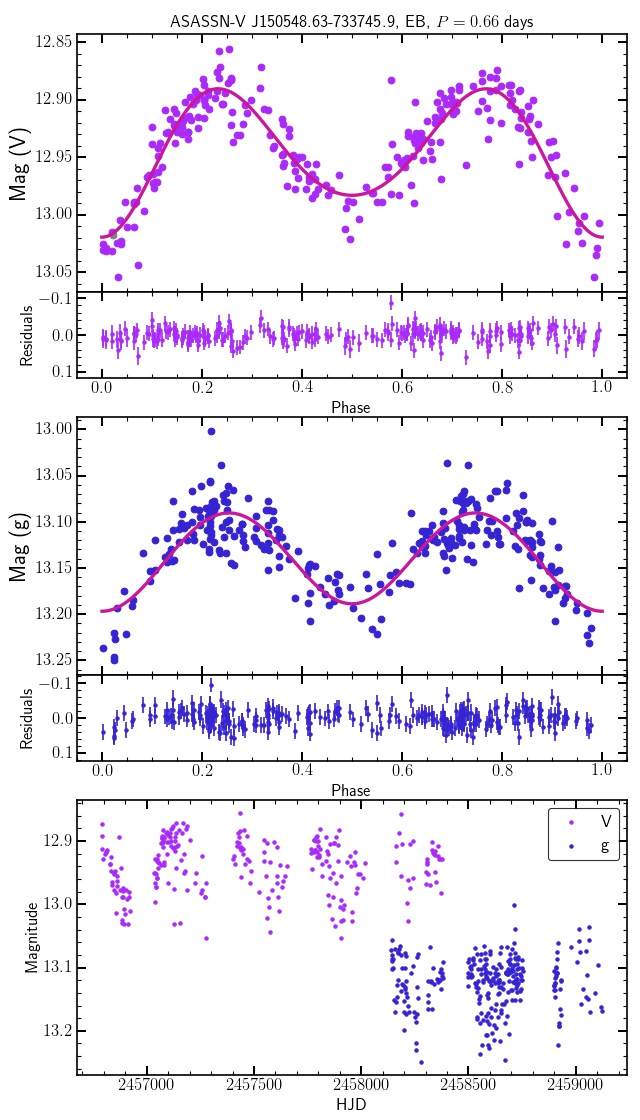 ASASSN-V J150548.63-733745.9, EB, P = 0.66 days
12.85
12.90
12.95
13.00
13.05
Mag (V)
−0.1
0.0
0.1
Residuals
0.0 0.2 0.4 0.6 0.8 1.0
Phase
13.00
13.05
13.10
13.15
13.20
13.25
Mag (g)
−0.1
0.0
0.1
Residuals
0.0 0.2 0.4 0.6 0.8 1.0
Phase
V
g
12.9
13.0
13.1
13.2
Magnitude
2457000 2457500 2458000 2458500 2459000
HJD